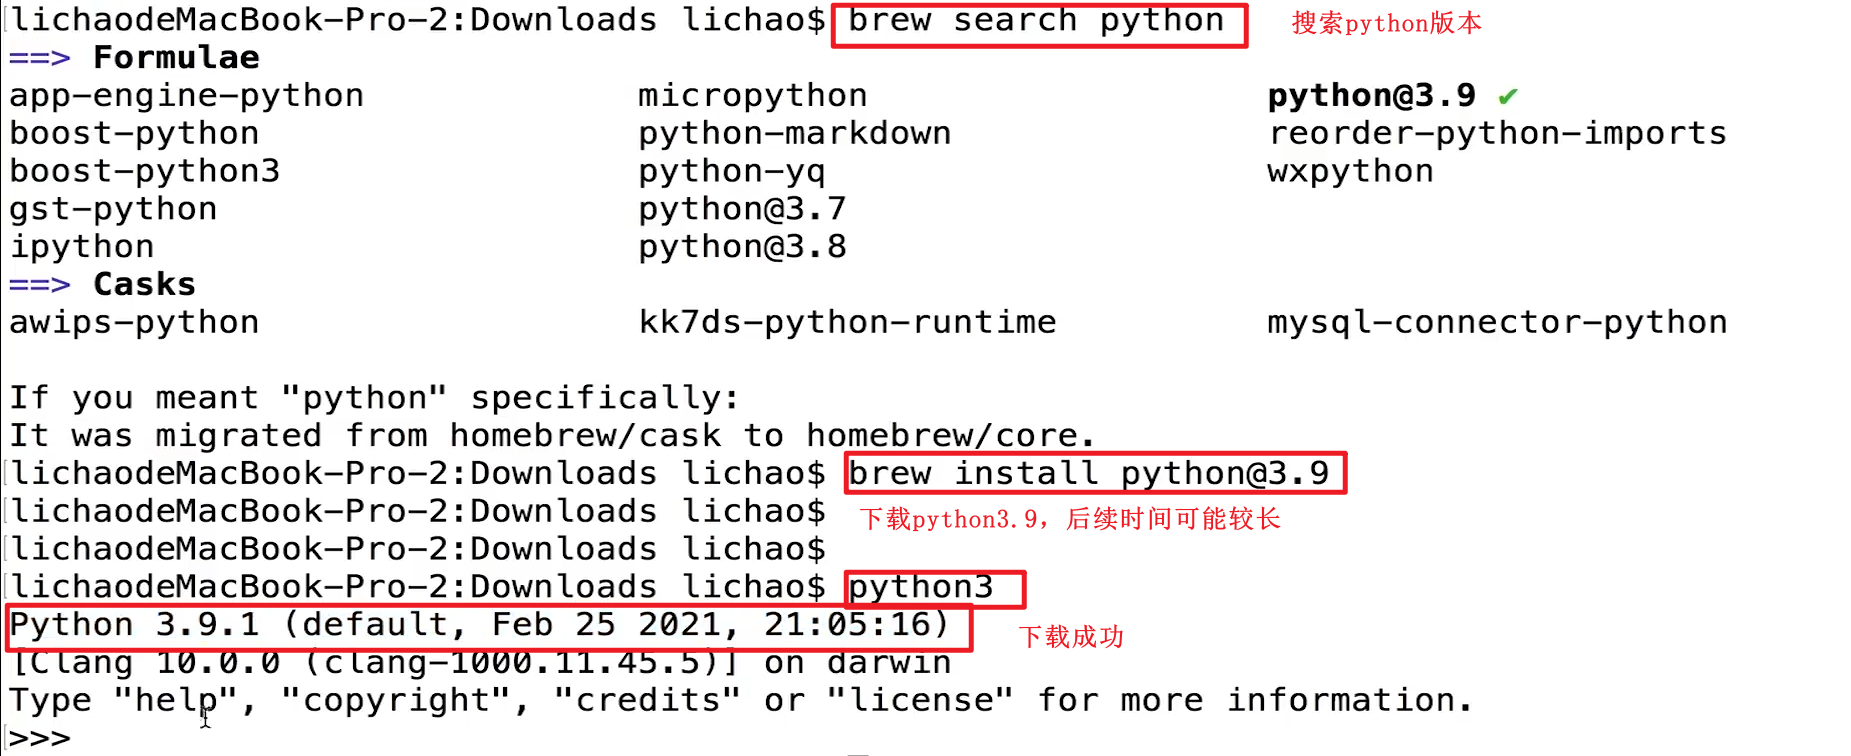 lichaodeMacBook-Pro-2:Downloads lichao$ brew search python 搜索python版本
==> Formulae
app-engine-python micropython python@3.9 ✔
boost-python python-markdown reorder-python-imports
boost-python3 python-yq wxpython
gst-python python@3.7
ipython python@3.8
==> Casks
awips-python kk7ds-python-runtime mysql-connector-python
If you meant "python" specifically:
It was migrated from homebrew/cask to homebrew/core.
lichaodeMacBook-Pro-2:Downloads lichao$ brew install python@3.9
lichaodeMacBook-Pro-2:Downloads lichao$ 下载python3.9，后续时间可能较长
lichaodeMacBook-Pro-2:Downloads lichao$
lichaodeMacBook-Pro-2:Downloads lichao$ python3
Python 3.9.1 (default, Feb 25 2021, 21:05:16) 下载成功
[Clang 10.0.0 (clang-1000.11.45.5)] on darwin
Type "help", "copyright", "credits" or "license" for more information.
>>>